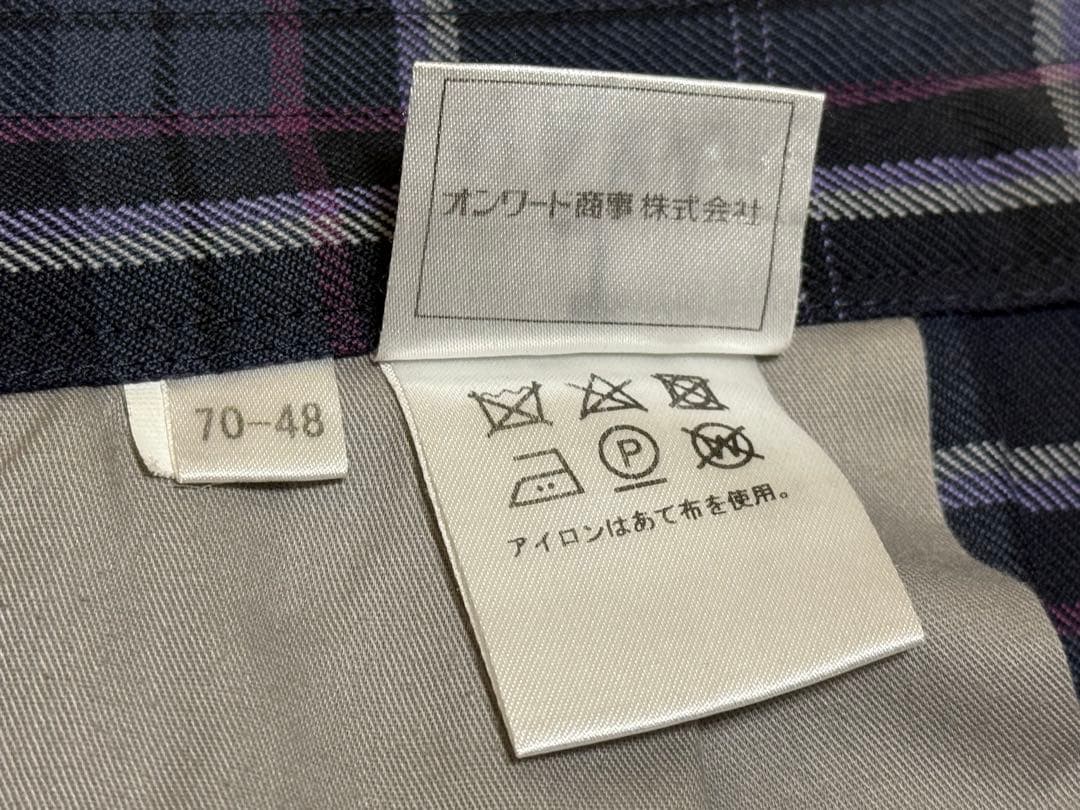 オンワード商事株式会社
70-48
P
W
アイロンはあて布を使用。